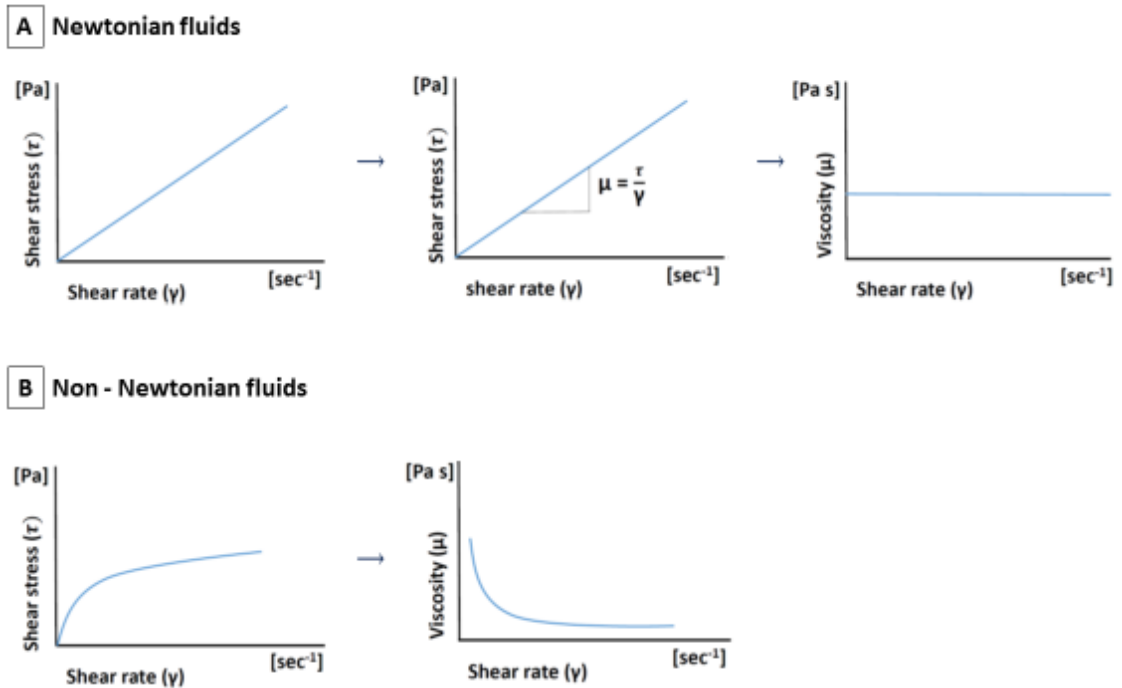 A Newtonian fluids
[Pa]
Shear stress (τ)
Shear rate (γ)
[sec⁻¹]
→
[Pa]
Shear stress (τ)
μ = τ/γ
shear rate (γ)
[sec⁻¹]
→
[Pa s]
Viscosity (μ)
Shear rate (γ)
[sec⁻¹]
B Non - Newtonian fluids
[Pa]
Shear stress (τ)
Shear rate (γ)
[sec⁻¹]
→
[Pa s]
Viscosity (μ)
Shear rate (γ)
[sec⁻¹]